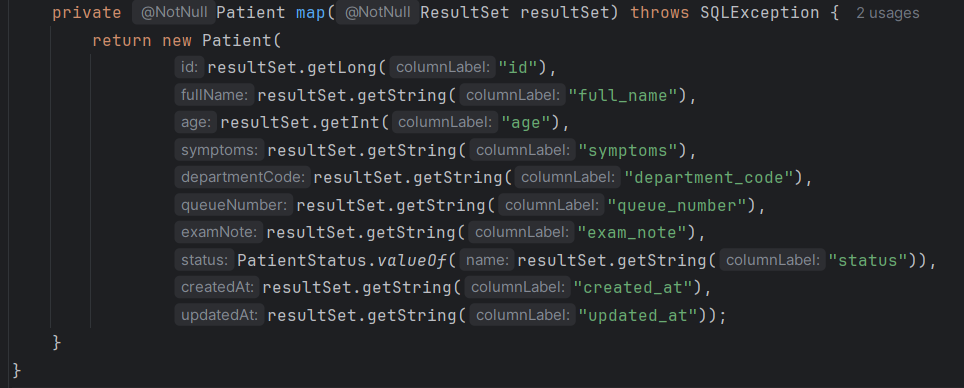 private @NotNull Patient map( @NotNull ResultSet resultSet) throws SQLException { 2 usages
return new Patient(
id: resultSet.getLong( columnLabel: "id"),
fullName: resultSet.getString( columnLabel: "full_name"),
age: resultSet.getInt( columnLabel: "age"),
symptoms: resultSet.getString( columnLabel: "symptoms"),
departmentCode: resultSet.getString( columnLabel: "department_code"),
queueNumber: resultSet.getString( columnLabel: "queue_number"),
examNote: resultSet.getString( columnLabel: "exam_note"),
status: PatientStatus.valueOf( name: resultSet.getString( columnLabel: "status")),
createdAt: resultSet.getString( columnLabel: "created_at"),
updatedAt: resultSet.getString( columnLabel: "updated_at"));
}
}